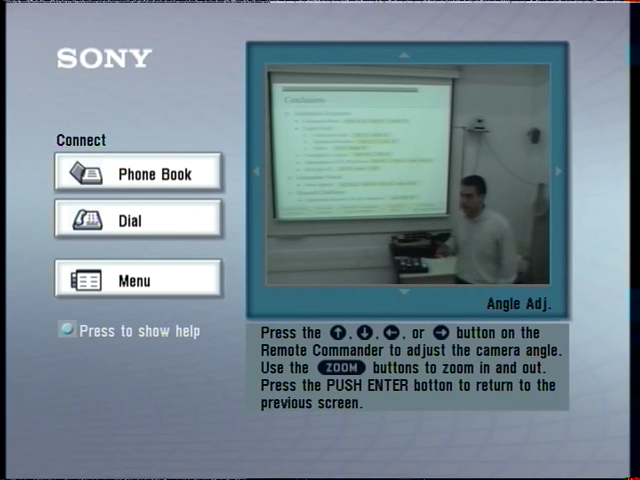 SONY
Connect
Phone Book
Dial
Menu
Press to show help
Conclusions
Angle Adj.
Press the ↑, ↓, ←, or → button on the
Remote Commander to adjust the camera angle.
Use the ZOOM buttons to zoom in and out.
Press the PUSH ENTER botton to return to the
previous screen.